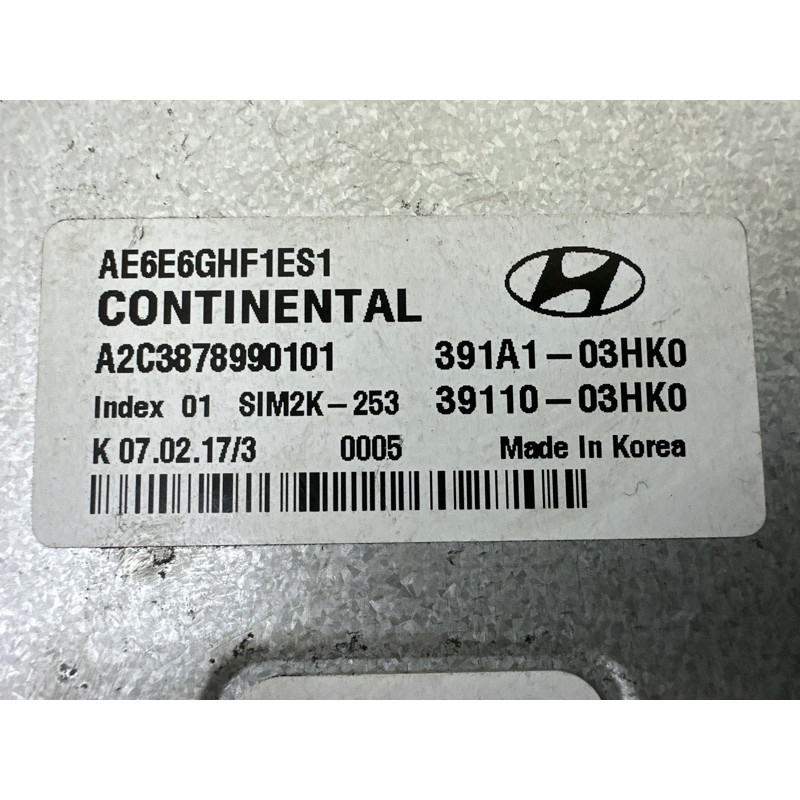 AE6E6GHF1ES1
CONTINENTAL
A2C3878990101 391A1-03HK0
Index 01 SIM2K-253 39110-03HK0
K 07.02.17/3 0005 Made In Korea